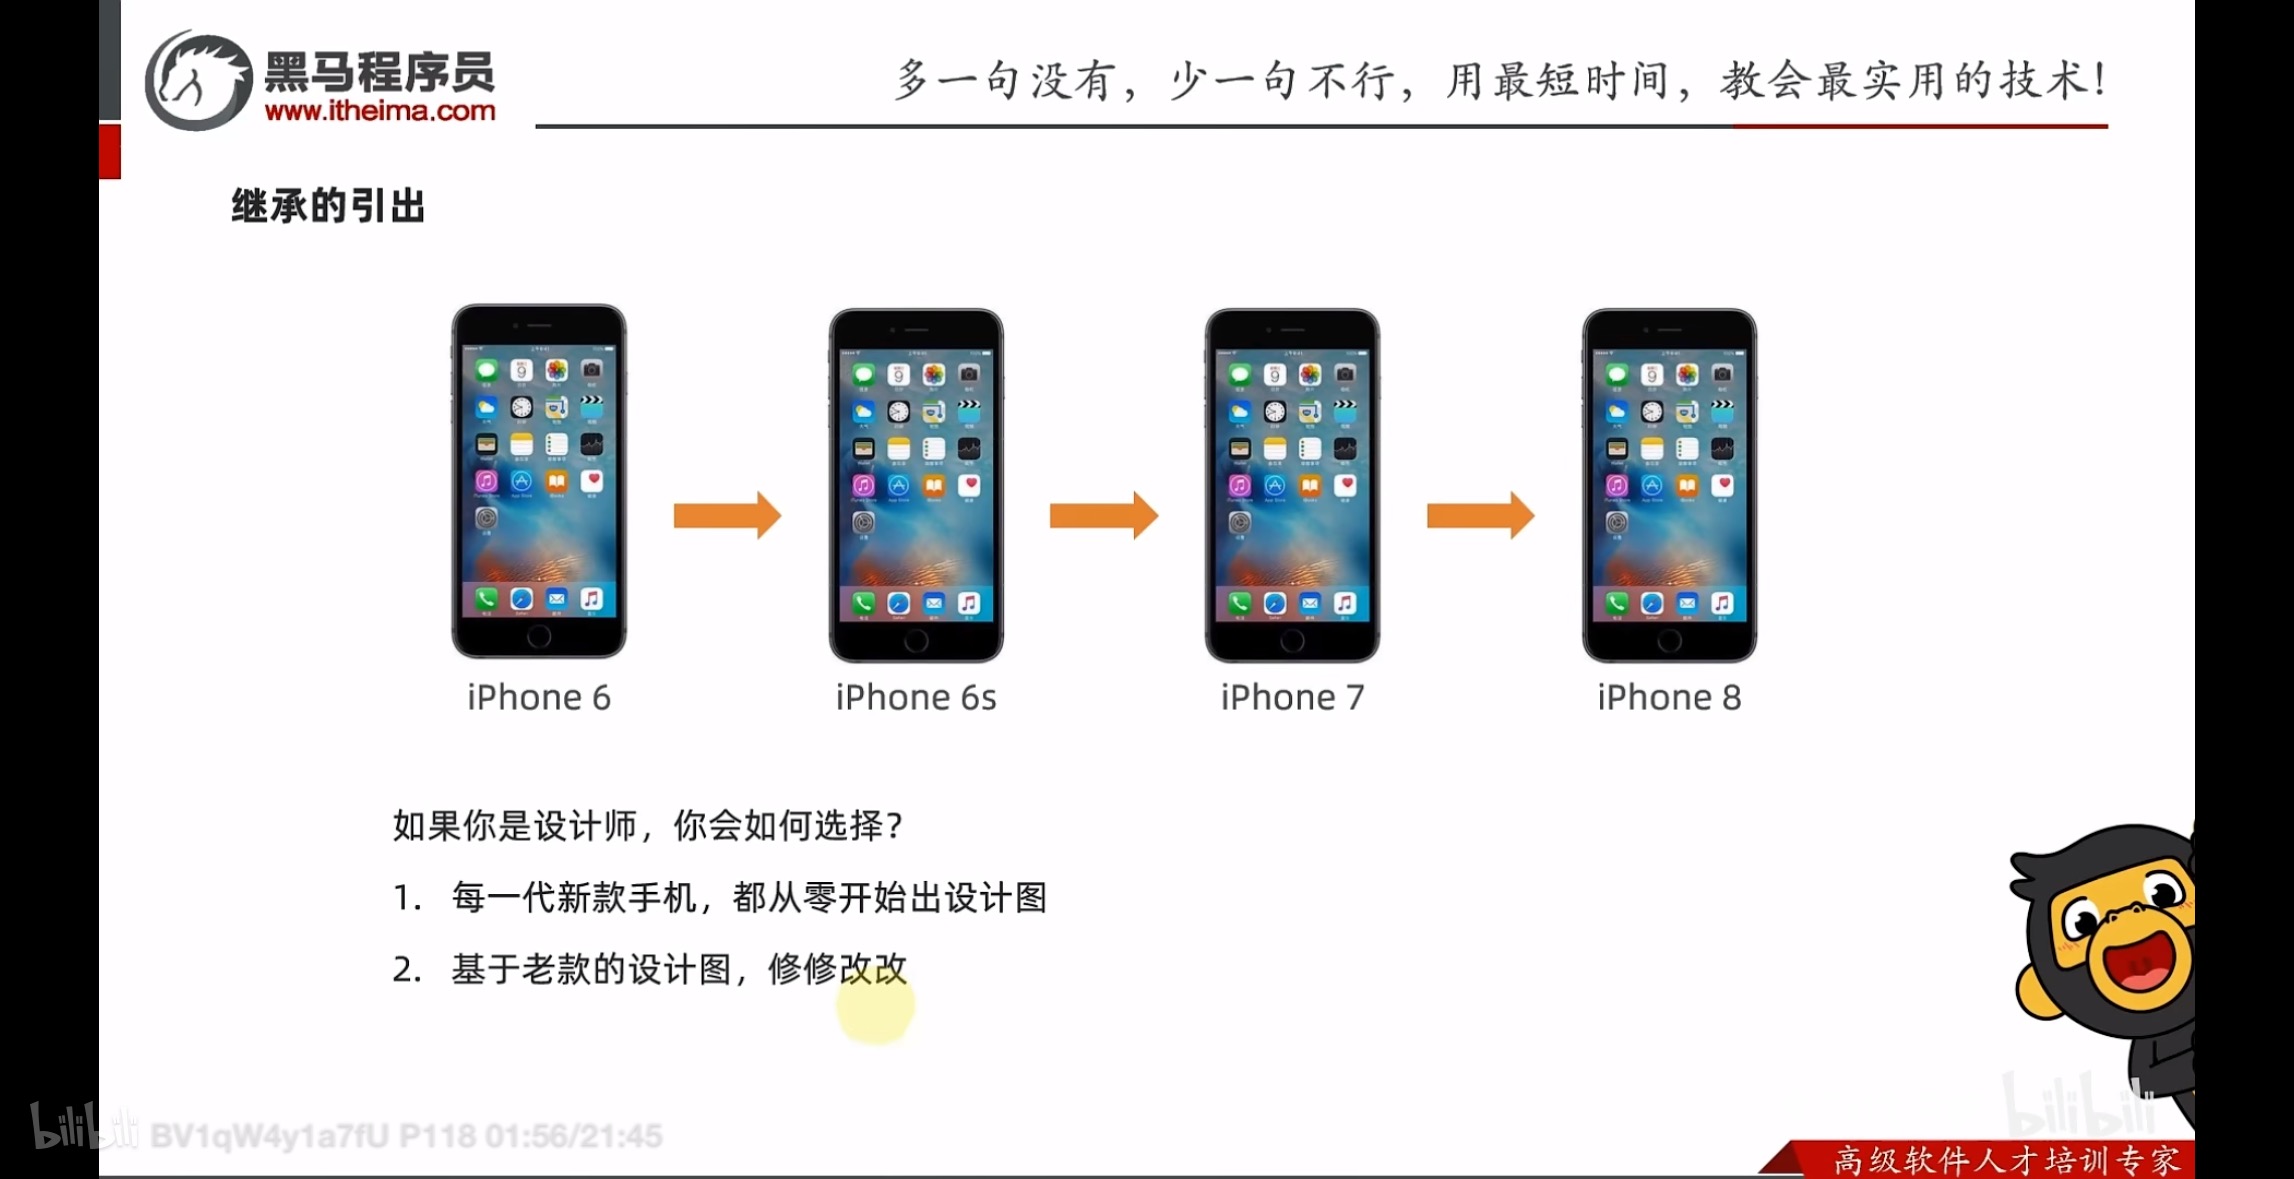 黑马程序员
www.itheima.com
多一句没有，少一句不行，用最短时间，教会最实用的技术！
继承的引出
iPhone 6
iPhone 6s
iPhone 7
iPhone 8
如果你是设计师，你会如何选择？
1. 每一代新款手机，都从零开始出设计图
2. 基于老款的设计图，修修改改
bilibili BV1qW4y1a7fU P118 01:56/21:45
bilibili
高级软件人才培训专家